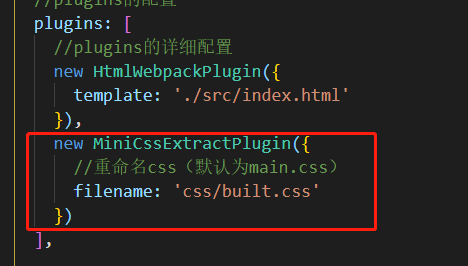 //plugins的配置
plugins: [
//plugins的详细配置
new HtmlWebpackPlugin({
template: './src/index.html'
}),
new MiniCssExtractPlugin({
//重命名css（默认为main.css）
filename: 'css/built.css'
})
],